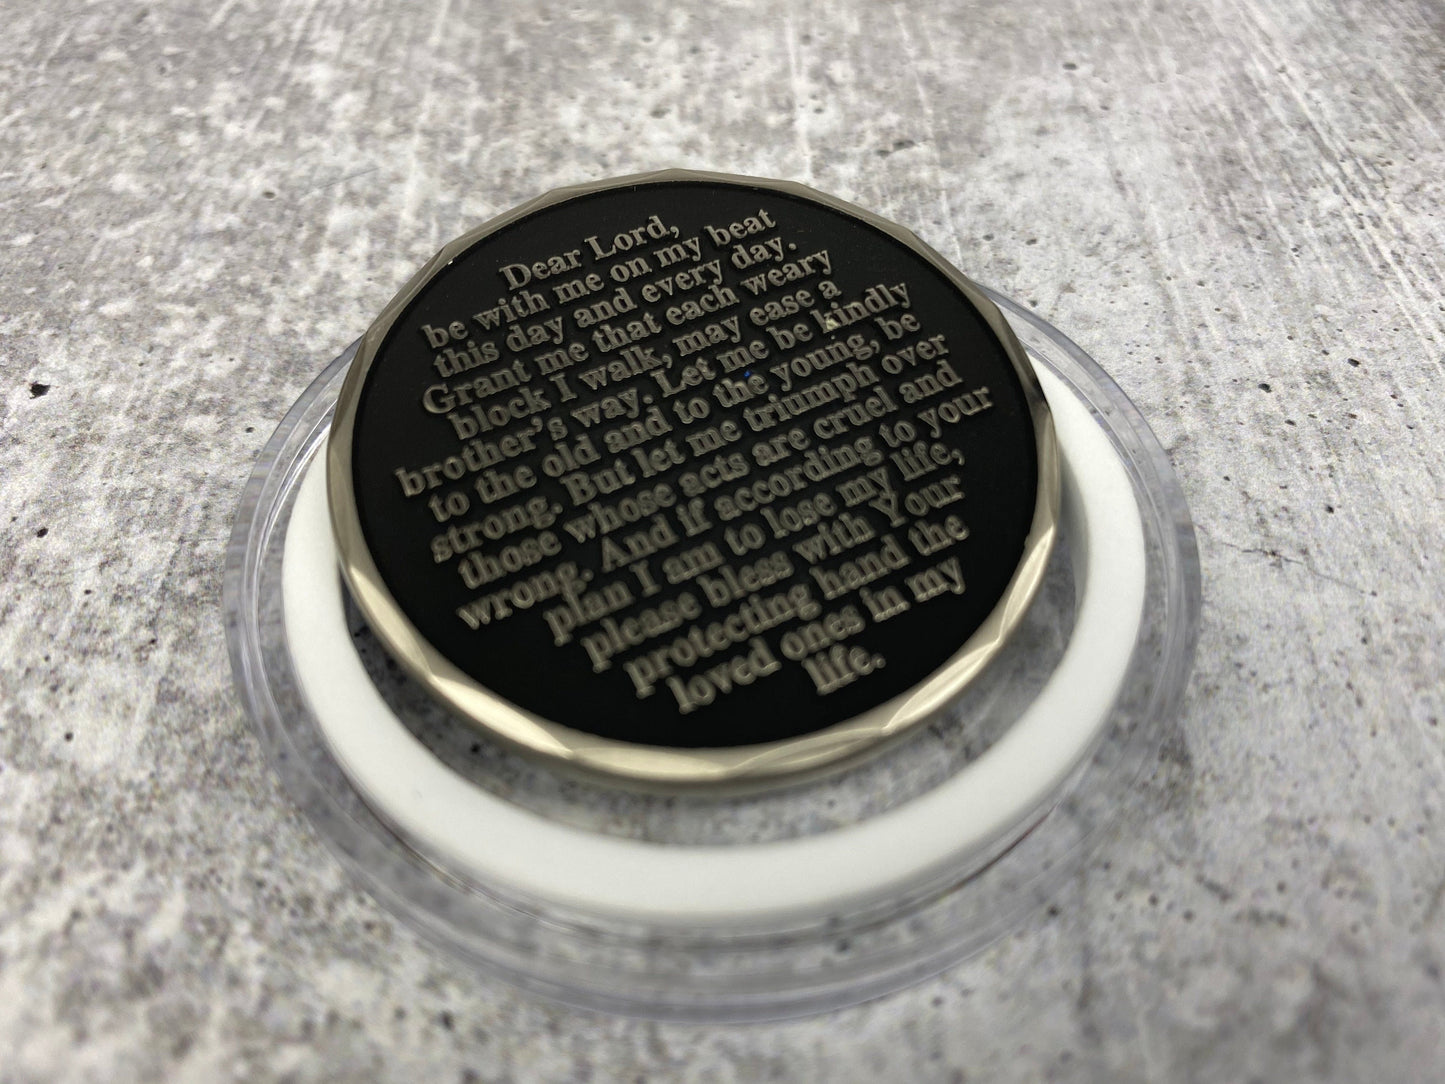 Dear Lord,
be with me on my beat
this day and every day.
Grant me that each weary
block I walk, may ease a
brother's way. Let me be kindly
to the old and to the young, be
strong. But let me triumph over
those whose acts are cruel and
wrong. And if according to your
plan I am to lose my life,
please bless with Your
protecting hand the
loved ones in my
life.